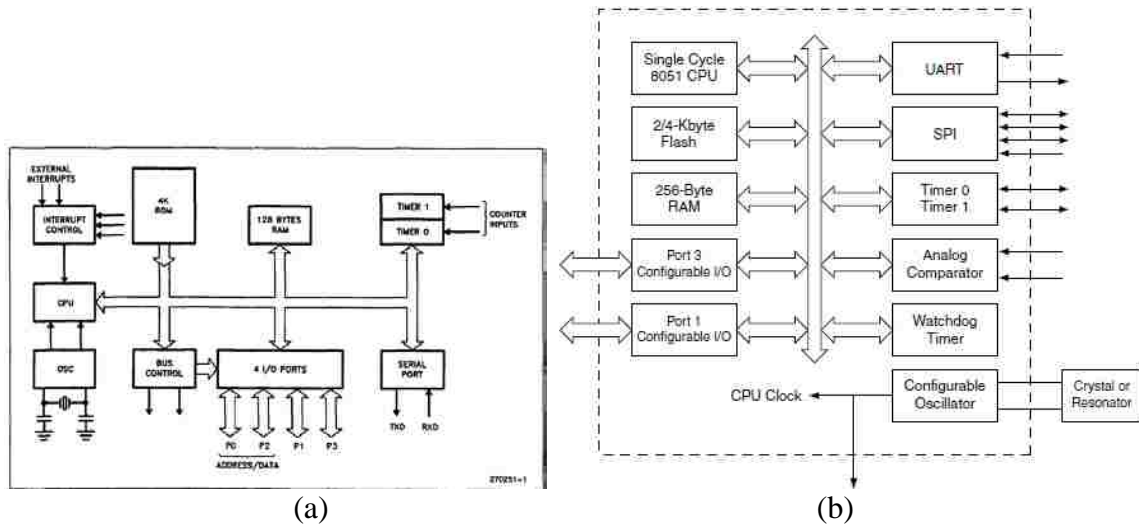 EXTERNAL
INTERRUPTS
INTERRUPT
CONTROL
4K
ROM
128 BYTES
RAM
TIMER 1
TIMER 0
COUNTER
INPUTS
CPU
OSC
BUS
CONTROL
4 I/O PORTS
SERIAL
PORT
TXD RXD
P0 P2 P1 P3
ADDRESS/DATA
270251-1
(a)
Single Cycle
8051 CPU
UART
2/4-Kbyte
Flash
SPI
256-Byte
RAM
Timer 0
Timer 1
Port 3
Configurable I/O
Analog
Comparator
Port 1
Configurable I/O
Watchdog
Timer
CPU Clock
Configurable
Oscillator
Crystal or
Resonator
(b)